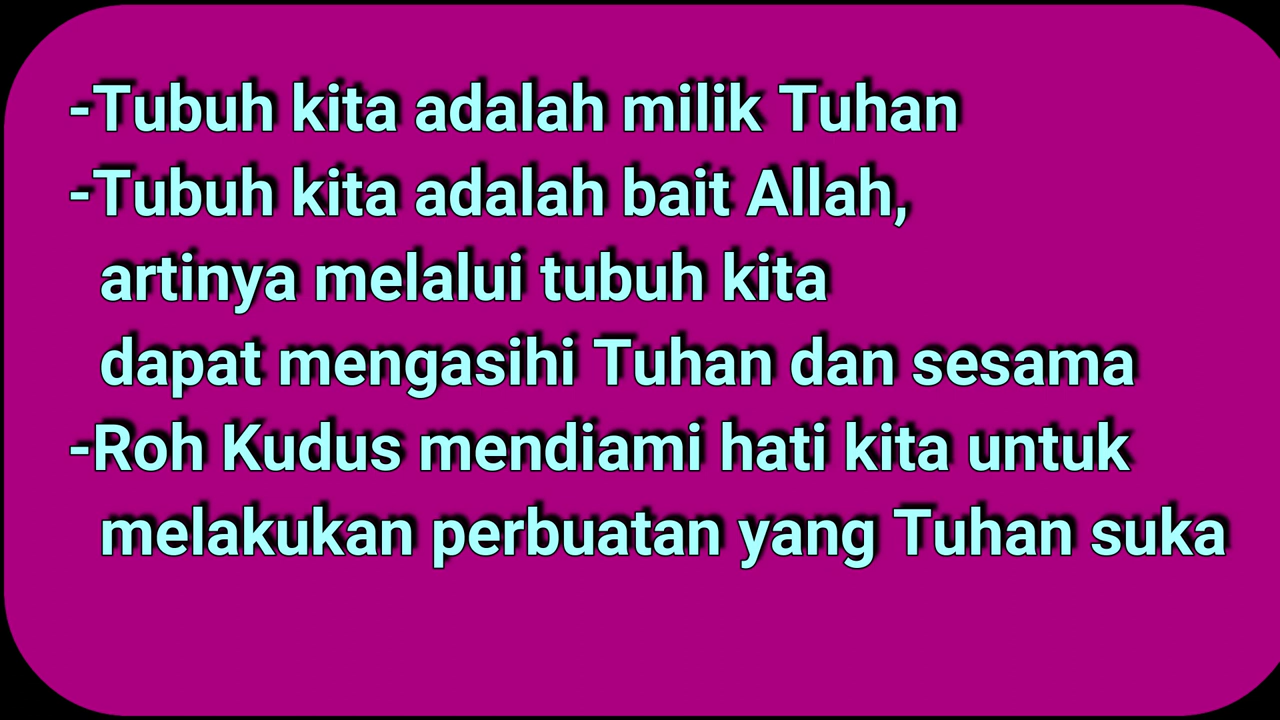 -Tubuh kita adalah milik Tuhan
-Tubuh kita adalah bait Allah,
artinya melalui tubuh kita
dapat mengasihi Tuhan dan sesama
-Roh Kudus mendiami hati kita untuk
melakukan perbuatan yang Tuhan suka